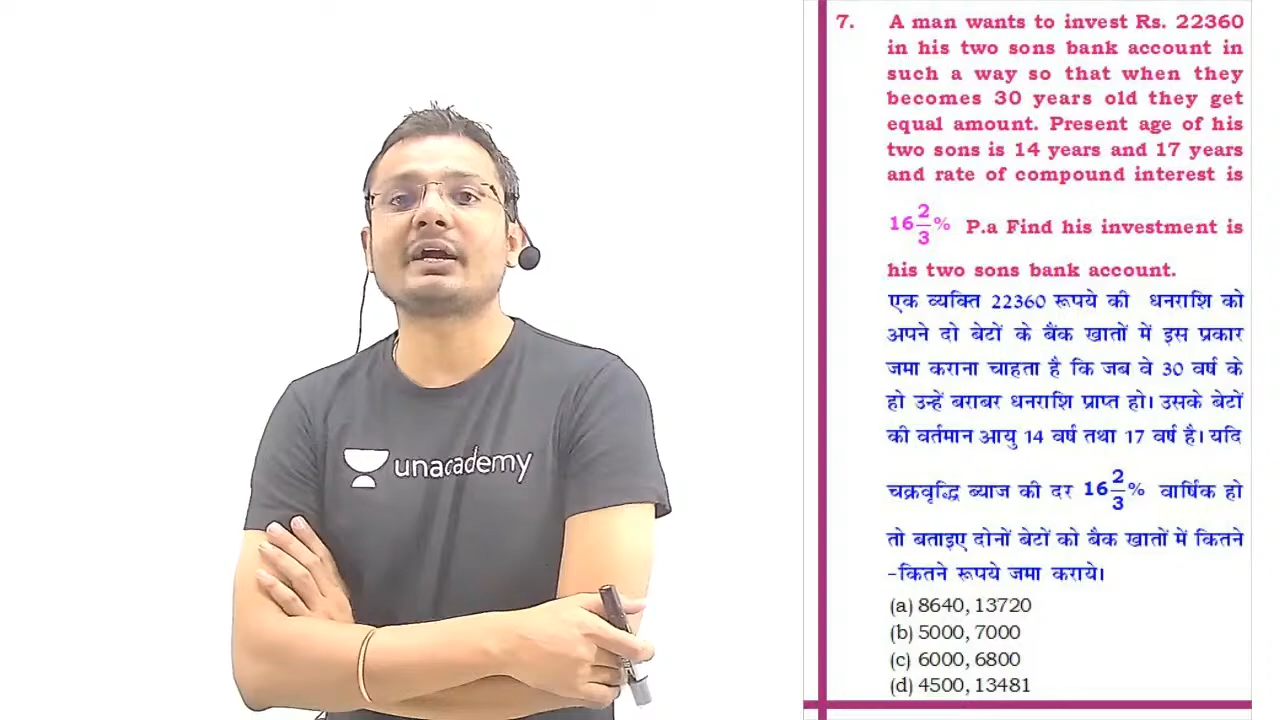 unacademy
7. A man wants to invest Rs. 22360
in his two sons bank account in
such a way so that when they
becomes 30 years old they get
equal amount. Present age of his
two sons is 14 years and 17 years
and rate of compound interest is
16 2/3 % P.a Find his investment is
his two sons bank account.
एक व्यक्ति 22360 रूपये की धनराशि को
अपने दो बेटों के बैंक खातों में इस प्रकार
जमा कराना चाहता है कि जब वे 30 वर्ष के
हो उन्हें बराबर धनराशि प्राप्त हो। उसके बेटों
की वर्तमान आयु 14 वर्ष तथा 17 वर्ष है। यदि
चक्रवृद्धि ब्याज की दर 16 2/3 % वार्षिक हो
तो बताइए दोनों बेटों को बैक खातों में कितने
-कितने रूपये जमा कराये।
(a) 8640, 13720
(b) 5000, 7000
(c) 6000, 6800
(d) 4500, 13481